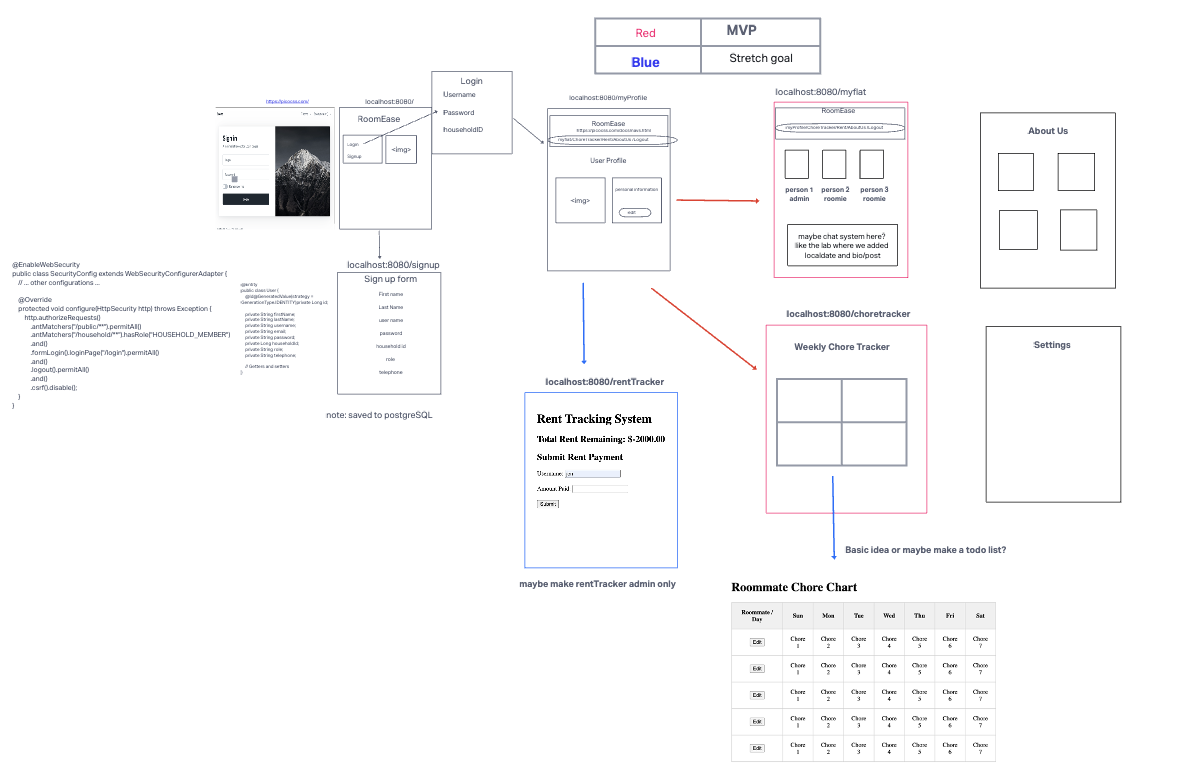 Red
MVP
Blue
Stretch goal
https://picocss.com/
Sign in
localhost:8080/
RoomEase
Login
Signup
<img>
Login
Username
Password
householdID
localhost:8080/myProfile
RoomEase
User Profile
<img>
personal information
edit
localhost:8080/myflat
RoomEase
myProfile/Chore tracker/Rent/AboutUs /Logout
person 1
admin
person 2
roomie
person 3
roomie
maybe chat system here?
like the lab where we added
localdate and bio/post
About Us
@EnableWebSecurity
public class SecurityConfig extends WebSecurityConfigurerAdapter {
// ... other configurations ...
@Override
protected void configure(HttpSecurity http) throws Exception {
http.authorizeRequests()
.antMatchers("/public/**").permitAll()
.antMatchers("/household/**").hasRole("HOUSEHOLD_MEMBER")
.and()
.formLogin().loginPage("/login").permitAll()
.and()
.logout().permitAll()
.and()
.csrf().disable();
}
}
@Entity
public class User {
@Id@GeneratedValue(strategy =
GenerationType.IDENTITY)private Long id;
private String firstName;
private String lastName;
private String username;
private String email;
private String password;
private Long householdId;
private String role;
private String telephone;
// Getters and setters
}
localhost:8080/signup
Sign up form
First name
Last Name
user name
password
household id
role
telephone
note: saved to postgreSQL
localhost:8080/rentTracker
Rent Tracking System
Total Rent Remaining: $-2000.00
Submit Rent Payment
Username: jon
Amount Paid:
Submit
maybe make rentTracker admin only
localhost:8080/choretracker
Weekly Chore Tracker
Settings
Basic idea or maybe make a todo list?
Roommate Chore Chart
Roommate / Day Sun Mon Tue Wed Thu Fri Sat
Edit Chore 1 Chore 2 Chore 3 Chore 4 Chore 5 Chore 6 Chore 7
Edit Chore 1 Chore 2 Chore 3 Chore 4 Chore 5 Chore 6 Chore 7
Edit Chore 1 Chore 2 Chore 3 Chore 4 Chore 5 Chore 6 Chore 7
Edit Chore 1 Chore 2 Chore 3 Chore 4 Chore 5 Chore 6 Chore 7
Edit Chore 1 Chore 2 Chore 3 Chore 4 Chore 5 Chore 6 Chore 7